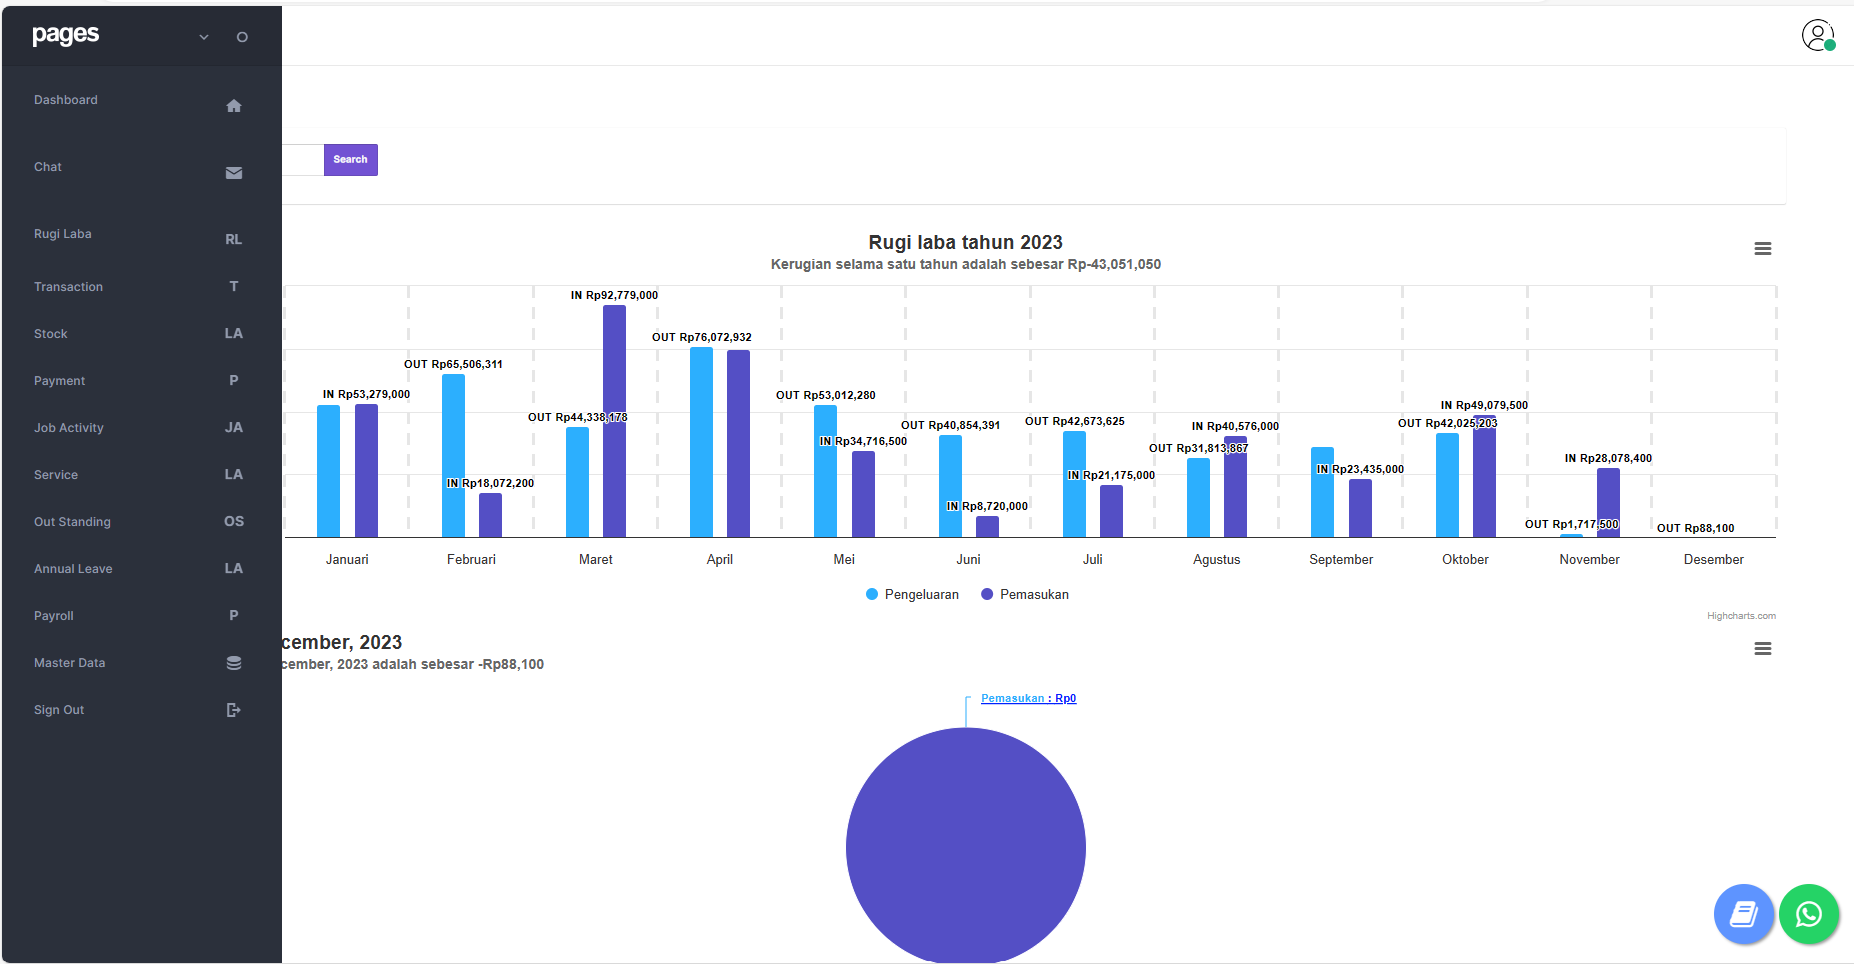 pages
Dashboard
Chat
Rugi Laba RL
Transaction T
Stock LA
Payment P
Job Activity JA
Service LA
Out Standing OS
Annual Leave LA
Payroll P
Master Data
Sign Out
Search
Rugi laba tahun 2023
Kerugian selama satu tahun adalah sebesar Rp-43,051,050
IN Rp53,279,000
OUT Rp65,506,311
IN Rp18,072,200
OUT Rp44,338,178
IN Rp92,779,000
OUT Rp76,072,932
OUT Rp53,012,280
IN Rp34,716,500
OUT Rp40,854,391
IN Rp8,720,000
OUT Rp42,673,625
IN Rp21,175,000
OUT Rp31,813,867
IN Rp40,576,000
IN Rp23,435,000
OUT Rp42,025,203
IN Rp49,079,500
OUT Rp1,717,500
IN Rp28,078,400
OUT Rp88,100
Januari Februari Maret April Mei Juni Juli Agustus September Oktober November Desember
Pengeluaran Pemasukan
Highcharts.com
cember, 2023
cember, 2023 adalah sebesar -Rp88,100
Pemasukan : Rp0